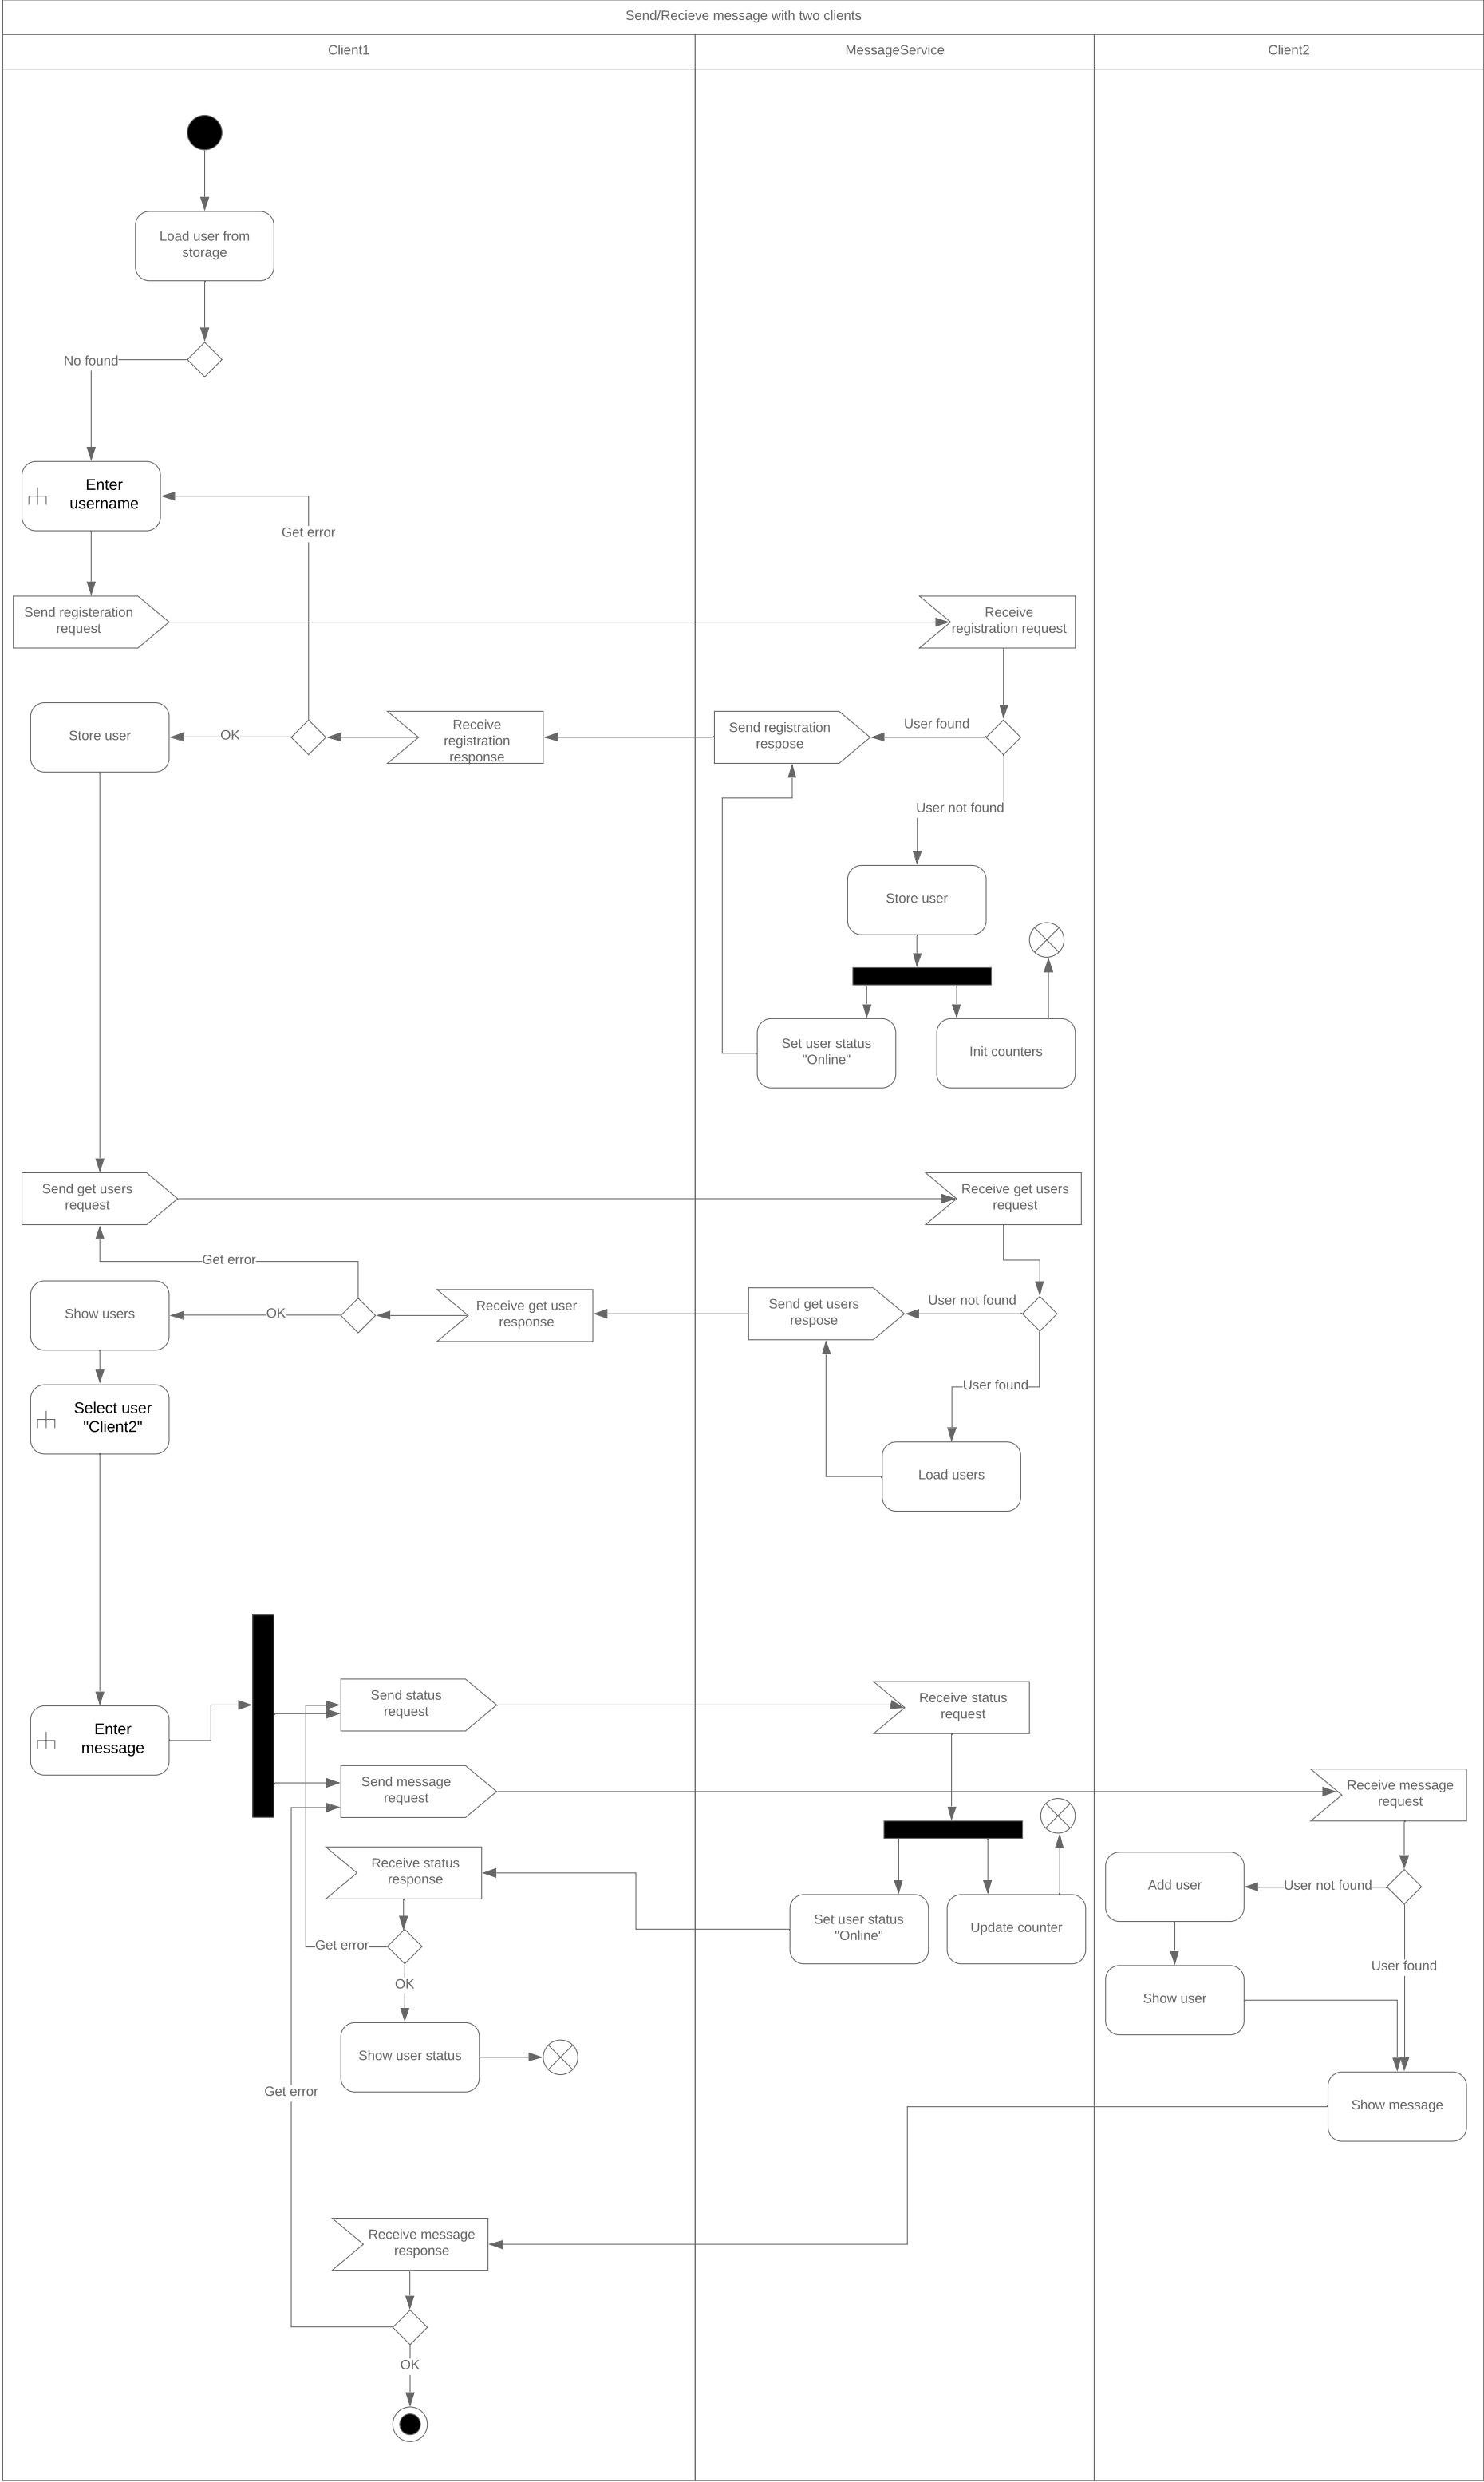 Send/Recieve message with two clients
Client1
MessageService
Client2
Load user from
storage
No found
Enter
username
Get error
Send registeration
request
Receive
registration request
Store user
OK
Receive
registration
response
Send registration
respose
User found
User not found
Store user
Set user status
"Online"
Init counters
Send get users
request
Receive get users
request
Get error
Show users
OK
Receive get user
response
Send get users
respose
User not found
User found
Select user
"Client2"
Load users
Send status
request
Receive status
request
Enter
message
Send message
request
Receive message
request
Receive status
response
Add user
User not found
Set user status
"Online"
Update counter
Get error
OK
User found
Show user
Show user status
Get error
Show message
Receive message
response
OK